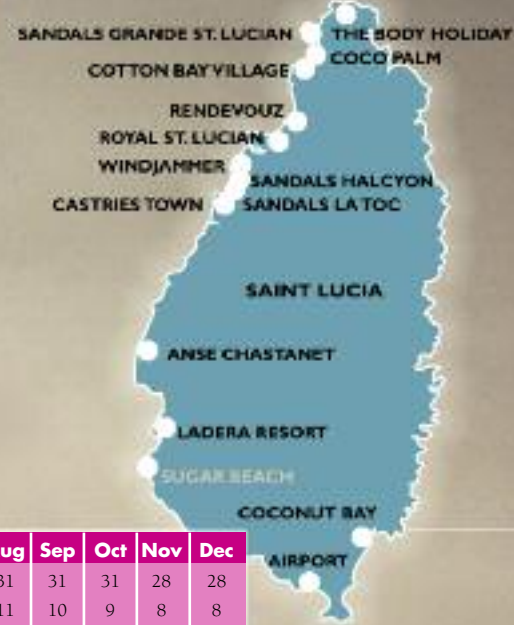 SANDALS GRANDE ST. LUCIAN
THE BODY HOLIDAY
COCO PALM
COTTON BAY VILLAGE
RENDEVOUZ
ROYAL ST. LUCIAN
WINDJAMMER
SANDALS HALCYON
CASTRIES TOWN
SANDALS LA TOC
SAINT LUCIA
ANSE CHASTANET
LADERA RESORT
SUGAR BEACH
COCONUT BAY
AIRPORT
ug Sep Oct Nov Dec
31 31 31 28 28
11 10 9 8 8